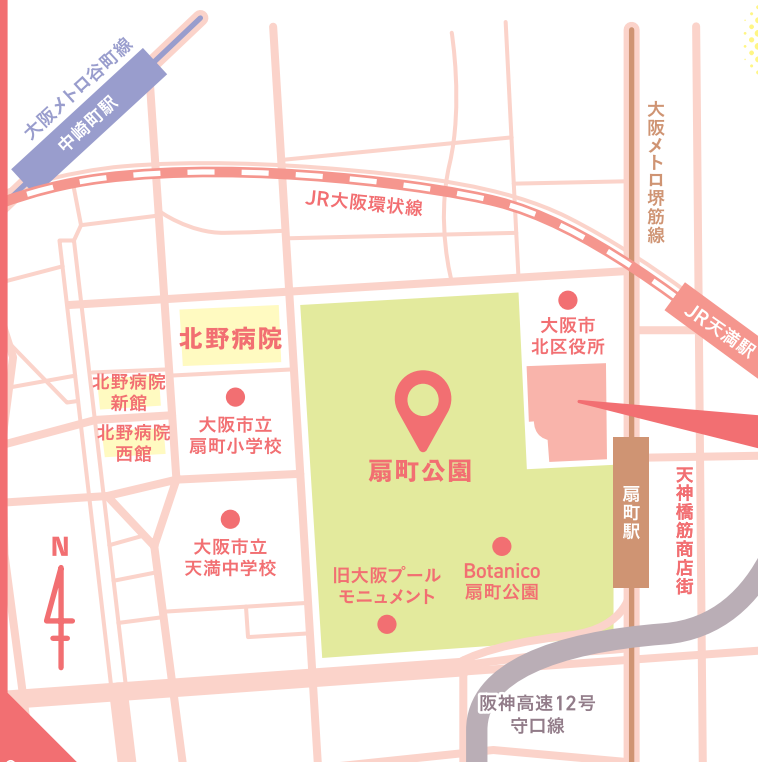 大阪メトロ谷町線
中崎町駅
大阪メトロ堺筋線
JR大阪環状線
JR天満駅
大阪市
北区役所
北野病院
北野病院
新館
北野病院
西館
大阪市立
扇町小学校
扇町公園
天神橋筋商店街
扇町駅
大阪市立
天満中学校
旧大阪プール
モニュメント
Botanico
扇町公園
N
阪神高速12号
守口線